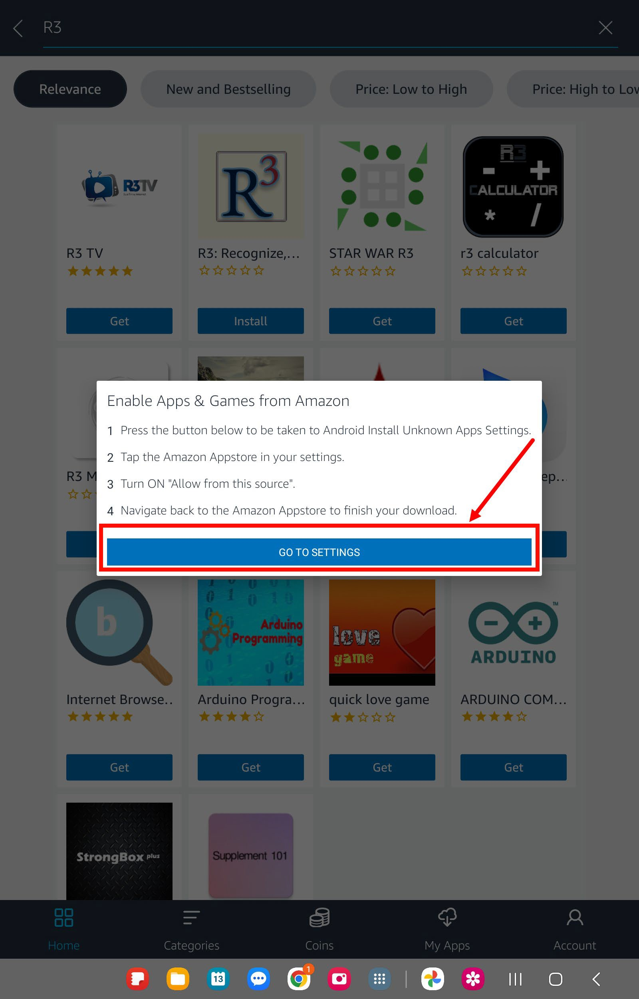 R3
Relevance
New and Bestselling
Price: Low to High
Price: High to Low
R3TV
R3
R3
CALCULATOR
- +
* /
R3 TV
R3: Recognize,...
STAR WAR R3
r3 calculator
Get
Install
Get
Get
Enable Apps & Games from Amazon
1 Press the button below to be taken to Android Install Unknown Apps Settings.
2 Tap the Amazon Appstore in your settings.
3 Turn ON "Allow from this source".
4 Navigate back to the Amazon Appstore to finish your download.
R3 M
ep...
GO TO SETTINGS
b
Arduino
Programming
love
game
ARDUINO
TM
Internet Browse..
Arduino Progra...
quick love game
ARDUINO COM...
Get
Get
Get
Get
StrongBox plus
Supplement 101
Home
Categories
Coins
My Apps
Account
13
1